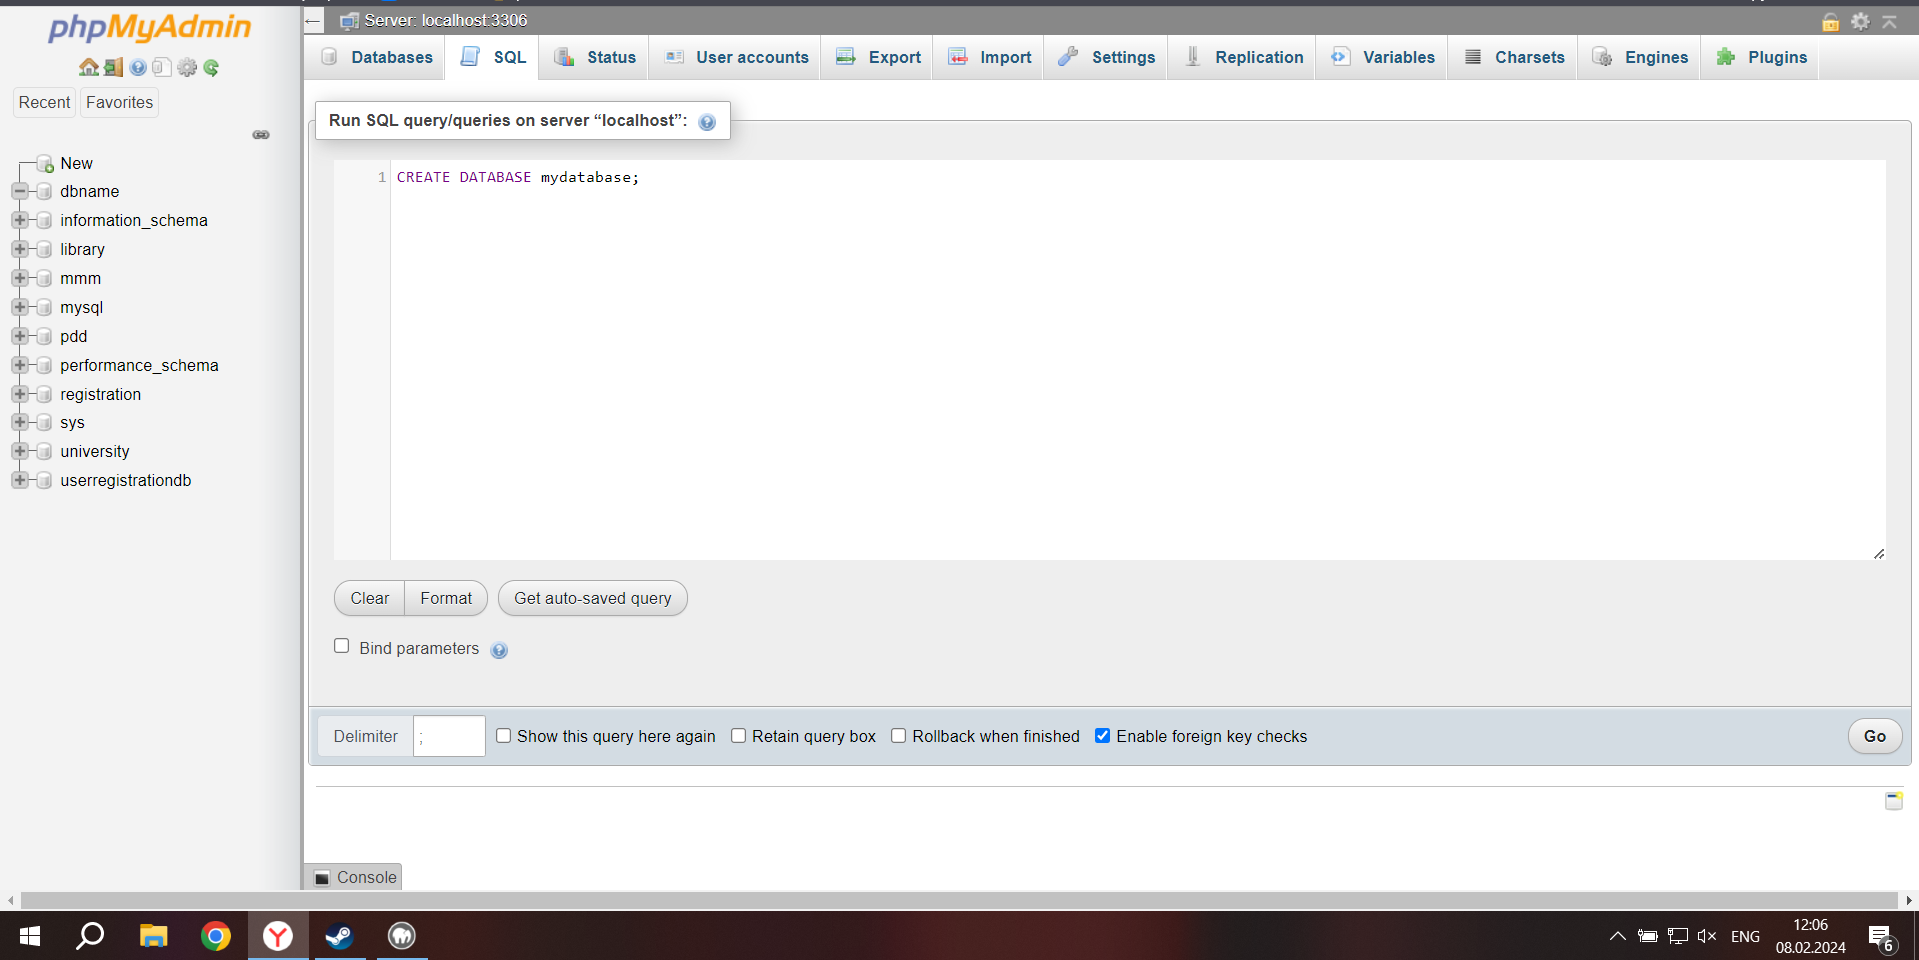 phpMyAdmin
Recent
Favorites
New
dbname
information_schema
library
mmm
mysql
pdd
performance_schema
registration
sys
university
userregistrationdb
Server: localhost:3306
Databases
SQL
Status
User accounts
Export
Import
Settings
Replication
Variables
Charsets
Engines
Plugins
Run SQL query/queries on server “localhost”:
1 CREATE DATABASE mydatabase;
Clear
Format
Get auto-saved query
Bind parameters
Delimiter
;
Show this query here again
Retain query box
Rollback when finished
Enable foreign key checks
Go
Console
ENG
12:06
08.02.2024
6